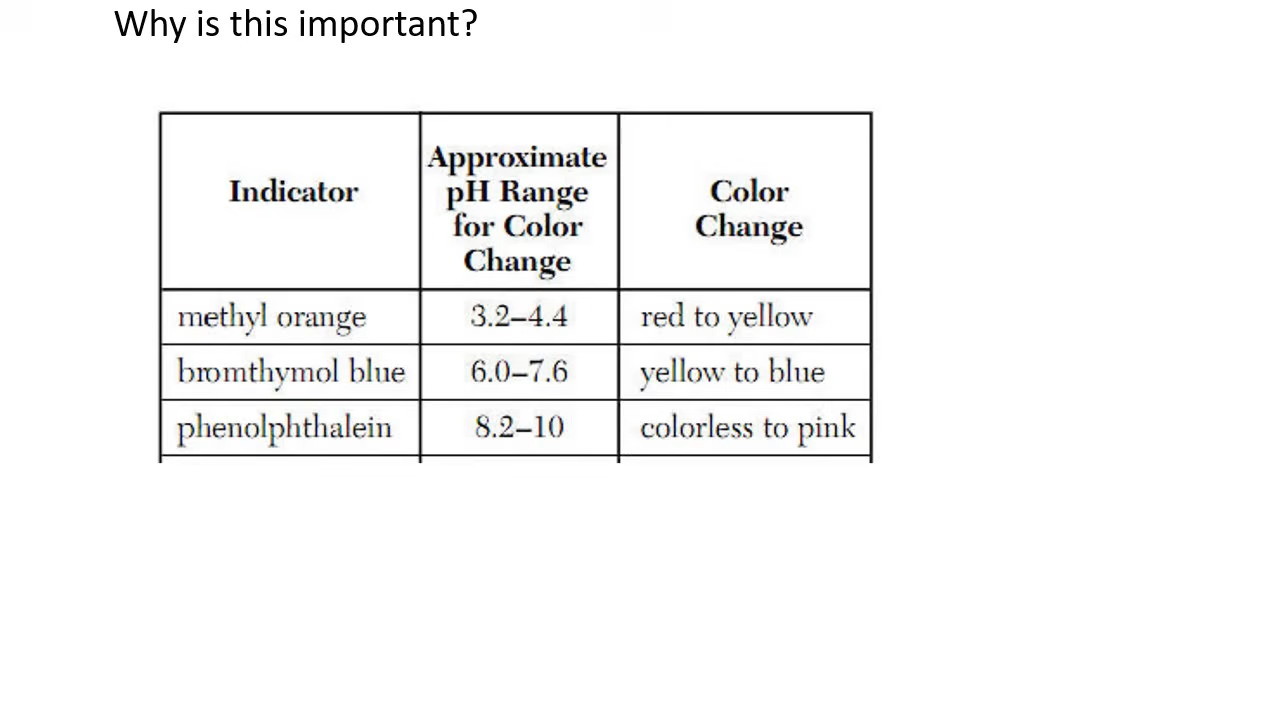 Why is this important?
Indicator
Approximate
pH Range
for Color
Change
Color
Change
methyl orange 3.2–4.4 red to yellow
bromthymol blue 6.0–7.6 yellow to blue
phenolphthalein 8.2–10 colorless to pink